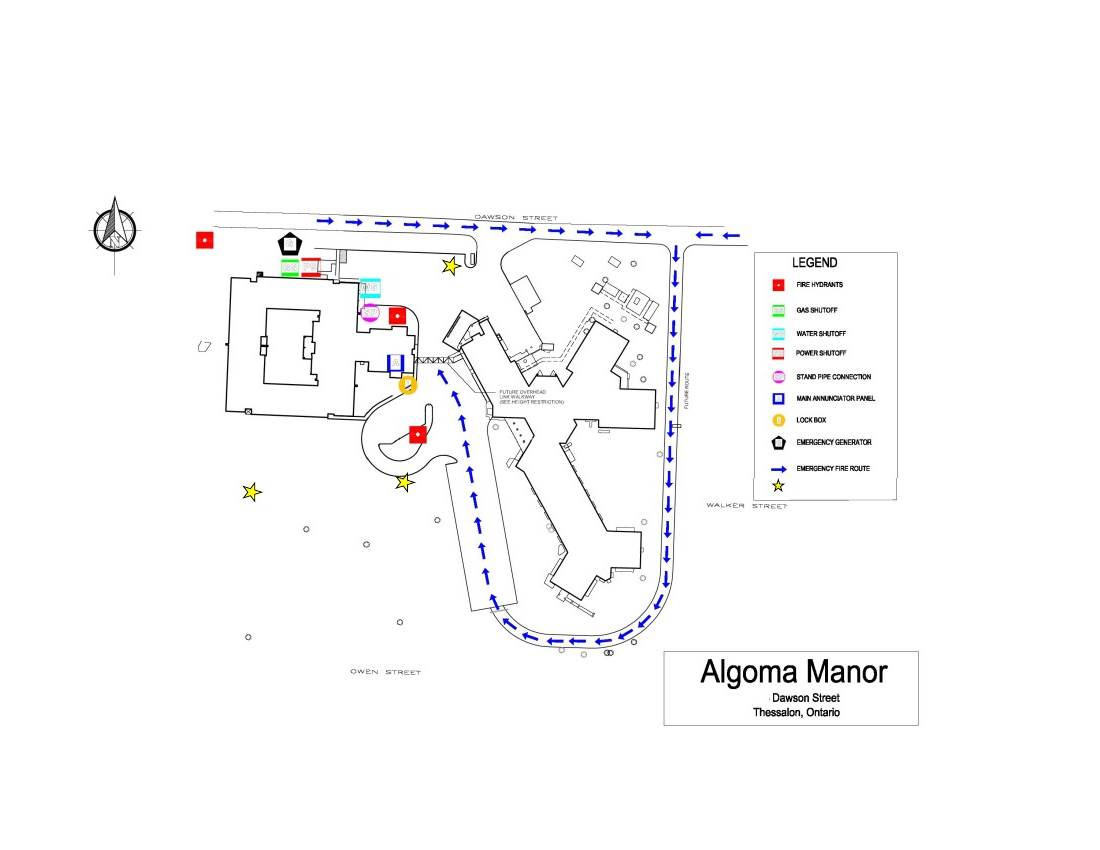 DAWSON STREET
N
LEGEND
FIRE HYDRANTS
GAS SHUTOFF
WATER SHUTOFF
POWER SHUTOFF
STAND PIPE CONNECTION
MAIN ANNUNCIATOR PANEL
LOCK BOX
EMERGENCY GENERATOR
EMERGENCY FIRE ROUTE
FUTURE OVERHEAD
LINK WALKWAY
(SEE HEIGHT RESTRICTION)
FUTURE ROUTE
WALKER STREET
OWEN STREET
Algoma Manor
Dawson Street
Thessalon, Ontario